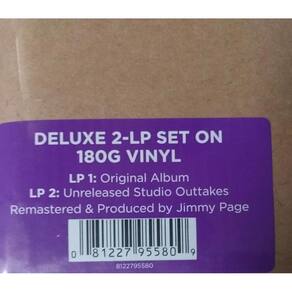 DELUXE 2-LP SET ON
180G VINYL
LP 1: Original Album
LP 2: Unreleased Studio Outtakes
Remastered & Produced by Jimmy Page
0 81227 95580 9
8122795580